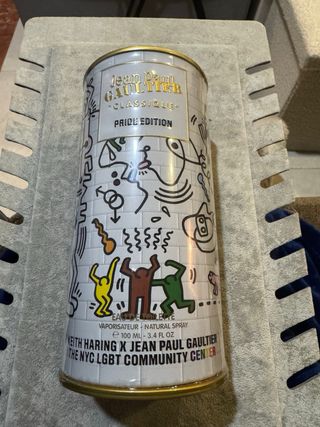 Jean Paul
GAULTIER
"CLASSIQUE"
PRIDE EDITION
EAU DE TOILETTE
VAPORISATEUR - NATURAL SPRAY
℮ 100 ML - 3.4 FL OZ
KEITH HARING X JEAN PAUL GAULTIER
THE NYC LGBT COMMUNITY CENTER